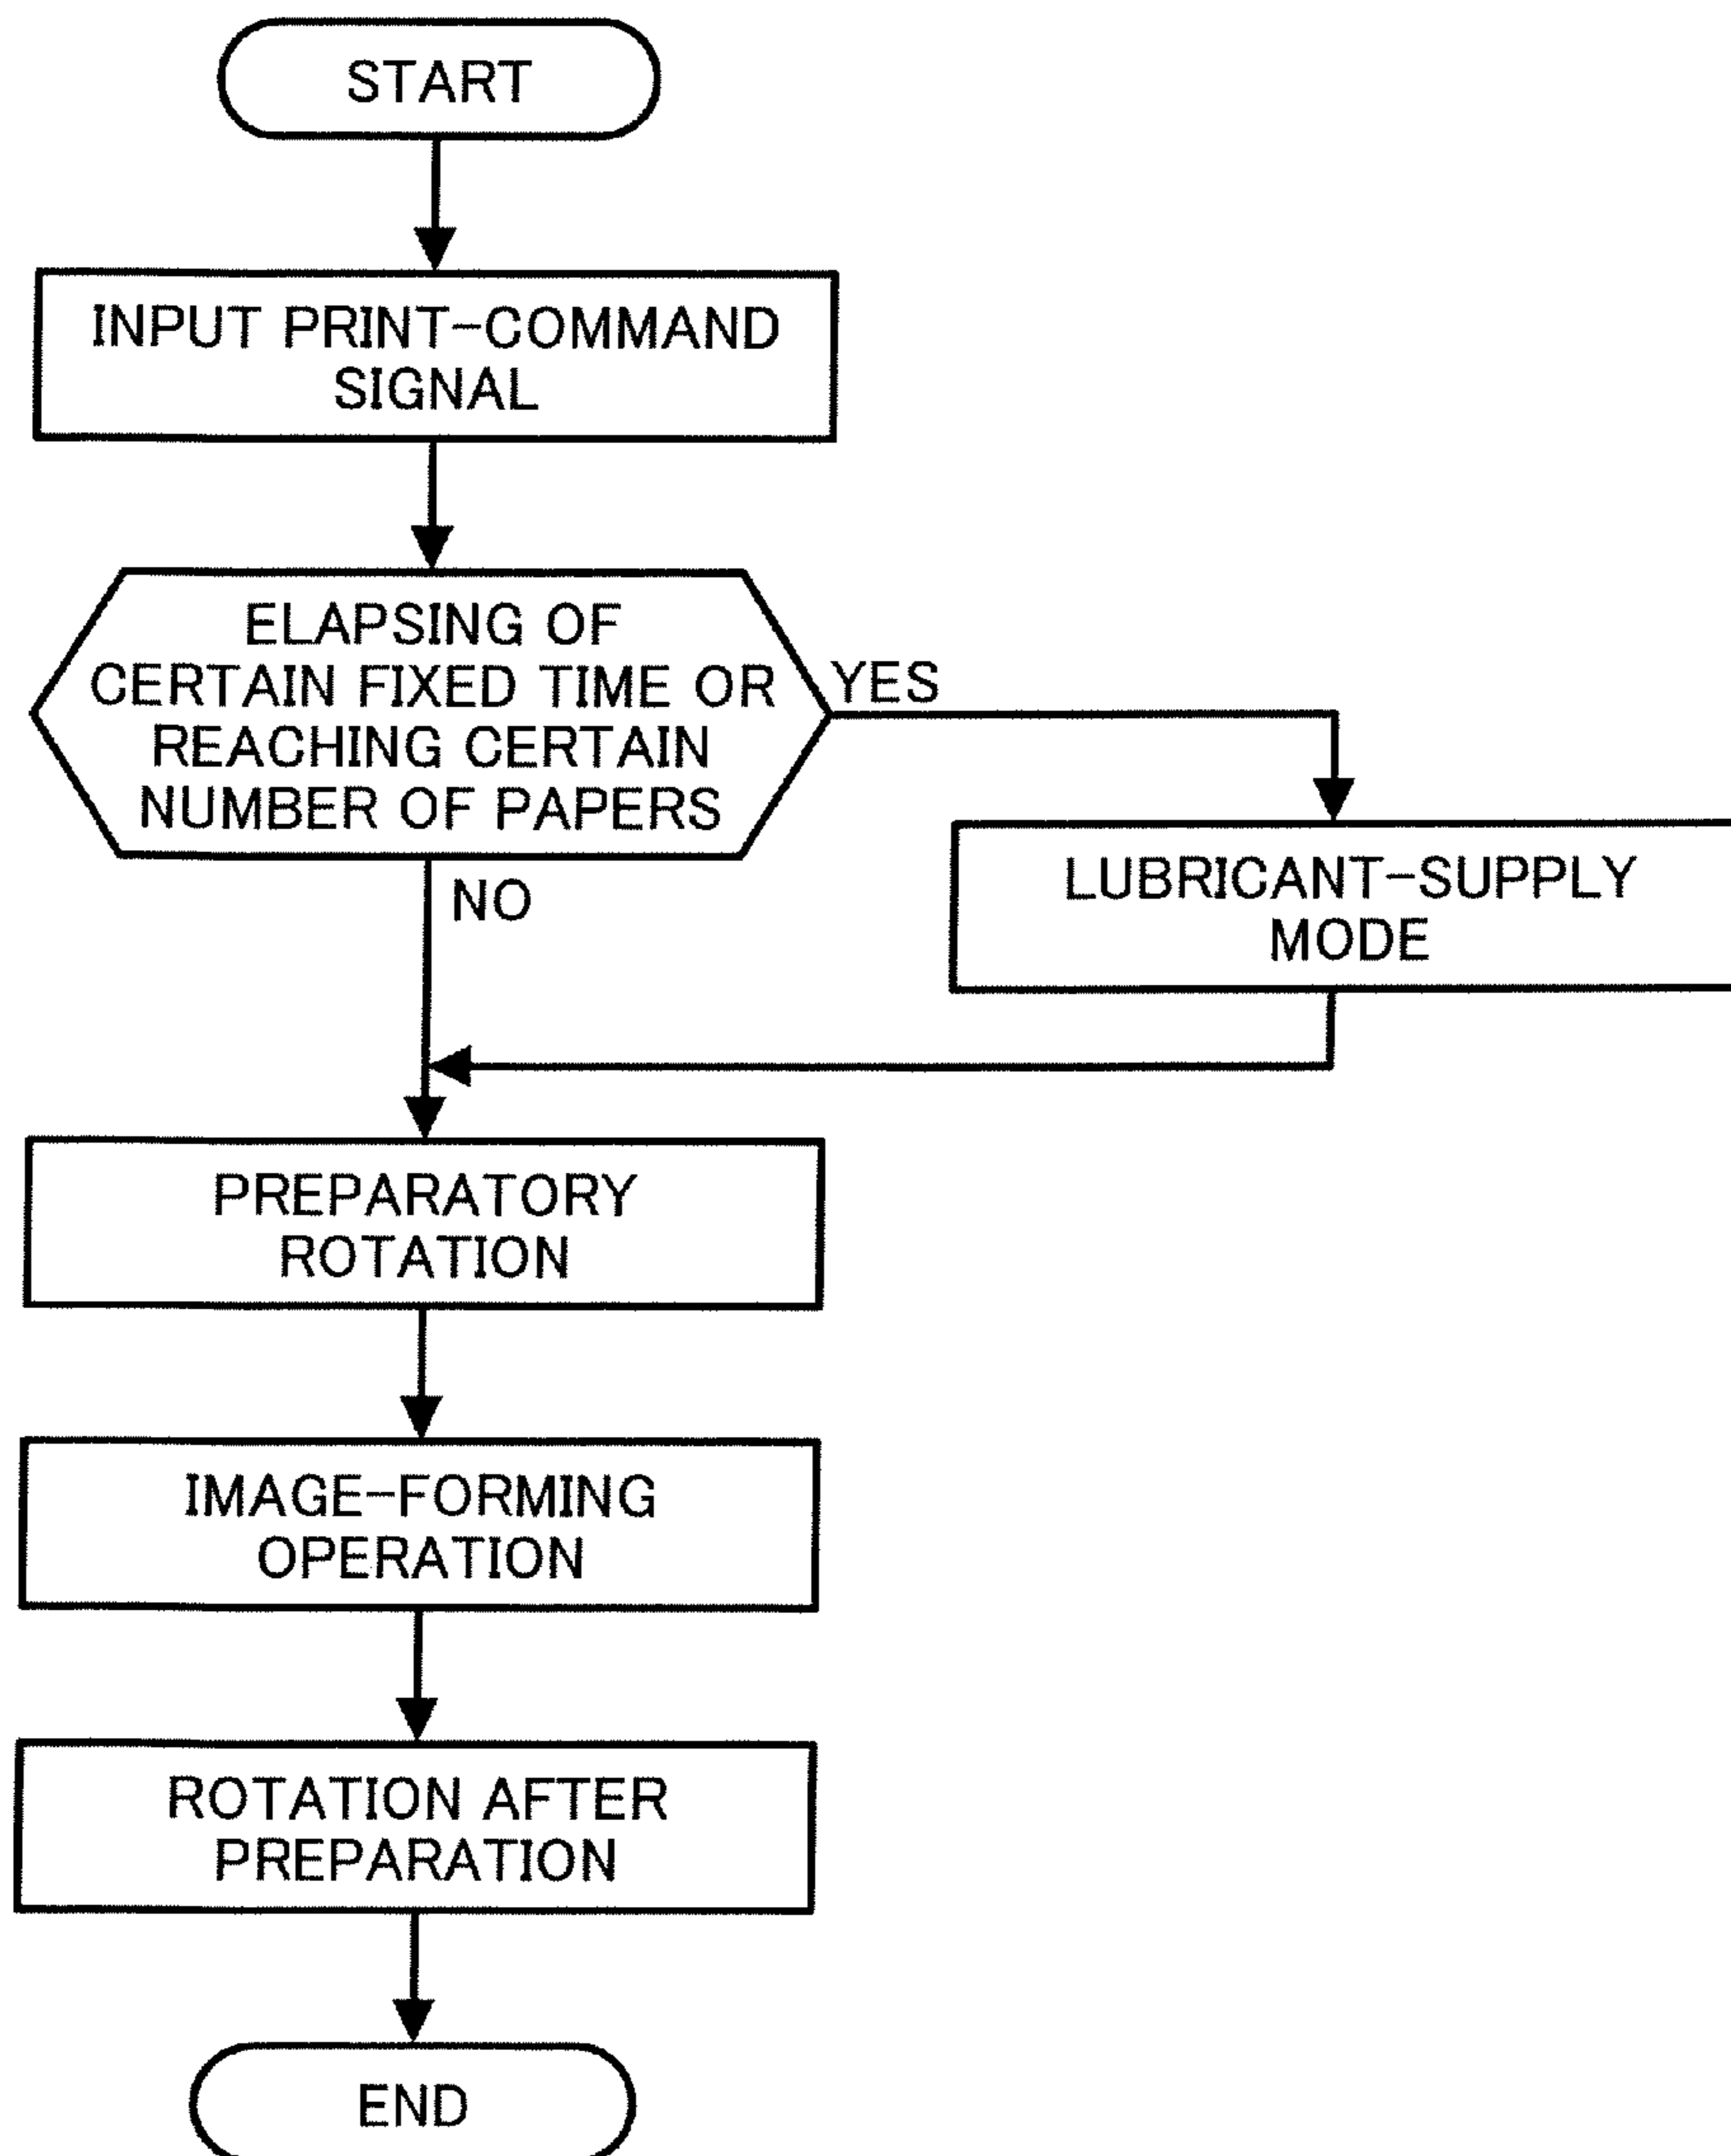 START
INPUT PRINT-COMMAND
SIGNAL
ELAPSING OF
CERTAIN FIXED TIME OR
REACHING CERTAIN
NUMBER OF PAPERS
YES
NO
LUBRICANT-SUPPLY
MODE
PREPARATORY
ROTATION
IMAGE-FORMING
OPERATION
ROTATION AFTER
PREPARATION
END